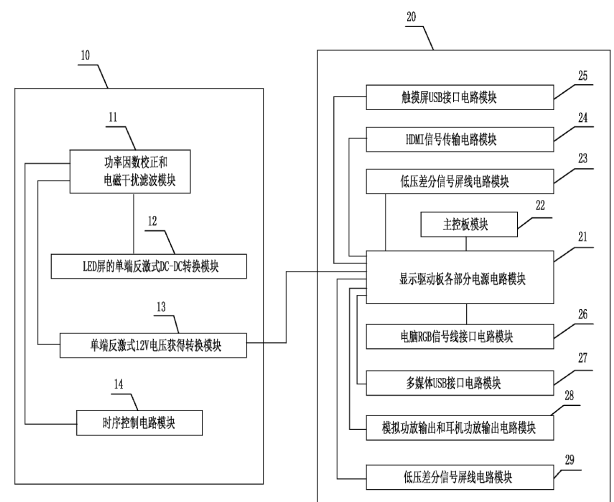 10
11
功率因数校正和
电磁干扰滤波模块
12
LED屏的单端反激式DC-DC转换模块
13
单端反激式12V电压获得转换模块
14
时序控制电路模块
20
25
触摸屏USB接口电路模块
24
HDMI信号传输电路模块
23
低压差分信号屏线电路模块
22
主控板模块
21
显示驱动板各部分电源电路模块
26
电脑RGB信号线接口电路模块
27
多媒体USB接口电路模块
28
模拟功放输出和耳机功放输出电路模块
29
低压差分信号屏线电路模块